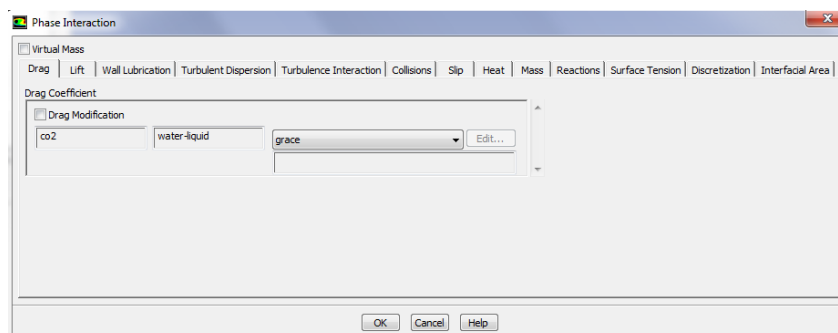 Phase Interaction
Virtual Mass
Drag Lift Wall Lubrication Turbulent Dispersion Turbulence Interaction Collisions Slip Heat Mass Reactions Surface Tension Discretization Interfacial Area
Drag Coefficient
Drag Modification
co2 water-liquid grace Edit...
OK Cancel Help